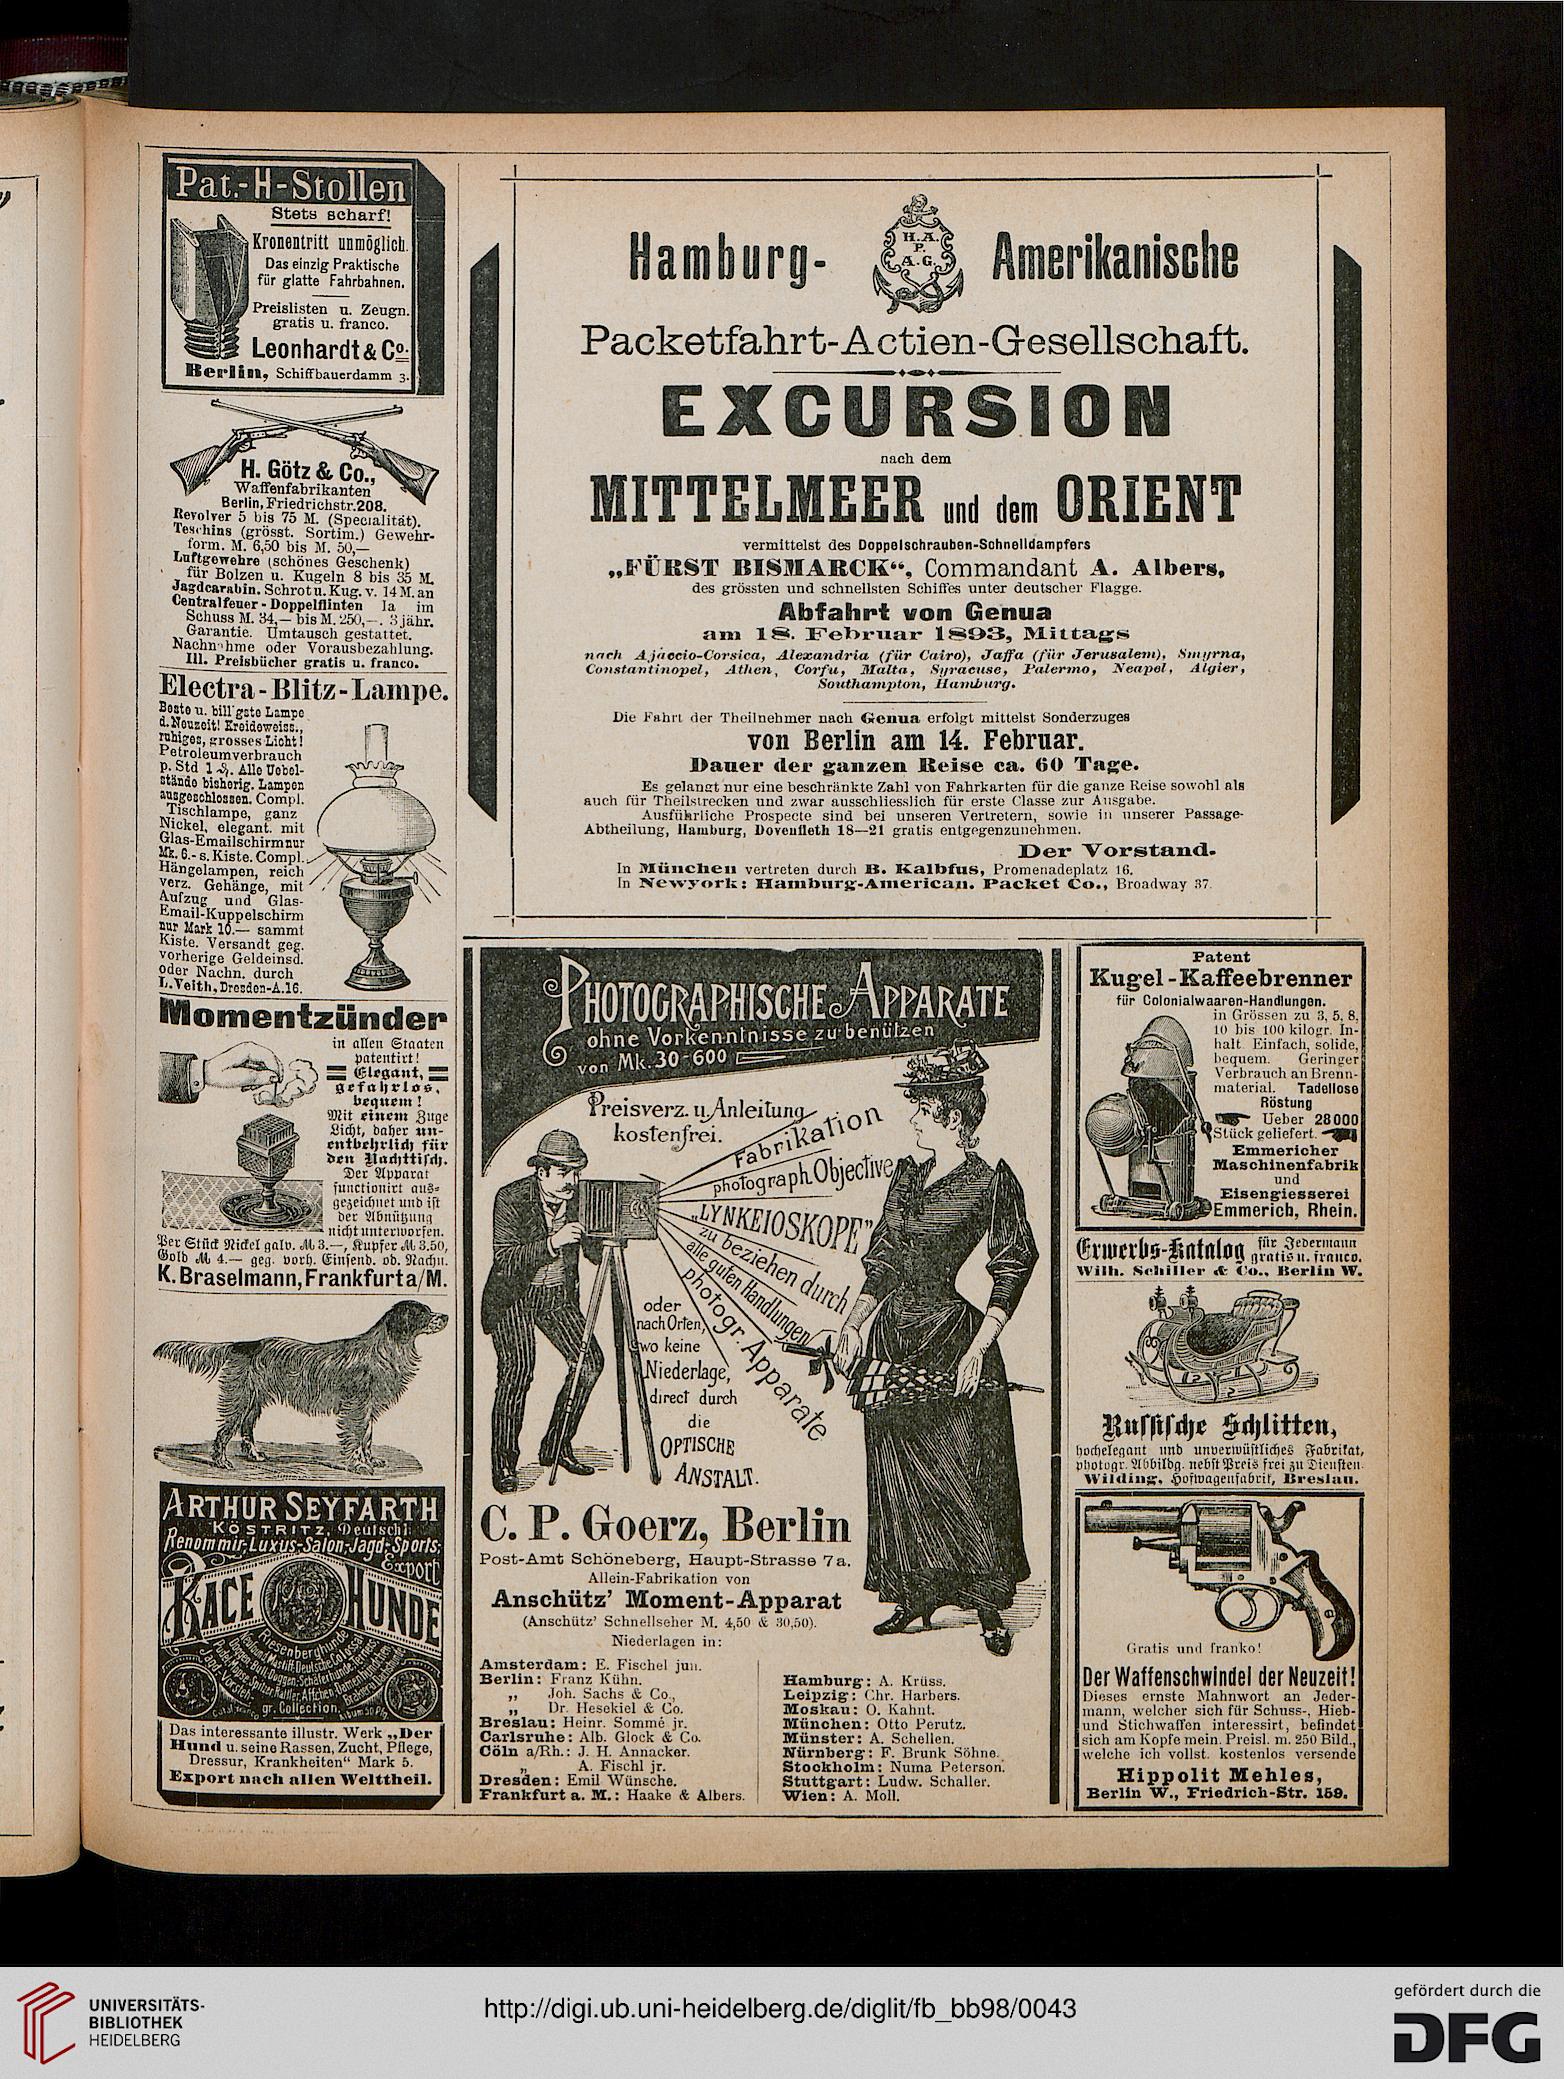 Pat.-H-Stollen
Stets scharf!
Kronentritt unmöglich.
Das einzig Praktische
für glatte Fahrbahnen.
Preislisten u. Zeugn.
gratis u. franco.
Leonhardt & Co.
Berlin, Schiffbauerdamm 3.
H. Götz & Co.,
Waffenfabrikanten
Berlin, Friedrichstr. 208.
Revolver 5 bis 75 M. (Specialität).
Teschins (grösst. Sortim.) Gewehr-
form. M. 6,50 bis M. 50,—
Luftgewehre (schönes Geschenk)
für Bolzen u. Kugeln 8 bis 35 M.
Jagdcarabin. Schrot u. Kug. v. 14 M. an
Centralfeuer-Doppelflinten Ia im
Schuss M. 34,— bis M. 250,—. 3 jähr.
Garantie. Umtausch gestattet.
Nachnahme oder Vorausbezahlung.
Ill. Preisbücher gratis u. franco.
Electra-Blitz-Lampe.
Beste u. bill'gste Lampe
d. Neuzeit! Kreideweiss.,
ruhiges, grosses Licht!
Petroleumverbrauch
p. Std 1 ₰. Alle Uebel-
stände bisherig. Lampen
ausgeschlossen. Compl.
Tischlampe, ganz
Nickel, elegant. mit
Glas-Emailschirm nur
Mk. 6.- s. Kiste. Compl.
Hängelampen, reich
verz. Gehänge, mit
Aufzug und Glas-
Email-Kuppelschirm
nur Mark 10.— sammt
Kiste. Versandt geg.
vorherige Geldeinsd.
oder Nachn. durch
L. Veith, Dresden-A. 16.
Momentzünder
in allen Staaten
patentirt!
Elegant,
gefahrlos,
bequem!
Mit einem Zuge
Licht, daher un-
entbehrlich für
den Nachttisch.
Der Apparat
functionirt aus-
gezeichnet und ist
der Abnützung
nicht unterworfen.
Per Stück Nickel galv. M 3.—, Kupfer M 3.50,
Gold M 4.— geg. vorh. Einsend. od. Nachn.
K. Braselmann, Frankfurt a/M.
ARTHUR SEYFARTH
KÖSTRITZ, Deutschl.
Renommir-Luxus-Salon-Jagd-Sports-
Export
RACE HUNDE
Riesenberghunde
gr. Collection.
Das interessante illustr. Werk „Der
Hund u. seine Rassen, Zucht, Pflege,
Dressur, Krankheiten“ Mark 5.
Export nach allen Welttheil.
Hamburg- H.A.P.A.G. Amerikanische
Packetfahrt-Actien-Gesellschaft.
EXCURSION
nach dem
MITTELMEER und dem ORIENT
vermittelst des Doppelschrauben-Schnelldampfers
„FÜRST BISMARCK“, Commandant A. Albers,
des grössten und schnellsten Schiffes unter deutscher Flagge.
Abfahrt von Genua
am 18. Februar 1893, Mittags
nach Ajaccio-Corsica, Alexandria (für Cairo), Jaffa (für Jerusalem), Smyrna,
Constantinopel, Athen, Corfu, Malta, Syracuse, Palermo, Neapel, Algier,
Southampton, Hamburg.
Die Fahrt der Theilnehmer nach Genua erfolgt mittelst Sonderzuges
von Berlin am 14. Februar.
Dauer der ganzen Reise ca. 60 Tage.
Es gelangt nur eine beschränkte Zahl von Fahrkarten für die ganze Reise sowohl als
auch für Theilstrecken und zwar ausschliesslich für erste Classe zur Ausgabe.
Ausführliche Prospecte sind bei unseren Vertretern, sowie in unserer Passage-
Abtheilung, Hamburg, Dovenfleth 18—21 gratis entgegenzunehmen.
Der Vorstand.
In München vertreten durch B. Kalbfus, Promenadeplatz 16.
In Newyork: Hamburg-American. Packet Co., Broadway 37.
PHOTOGRAPHISCHE APPARATE
ohne Vorkenntnisse zu benützen
von Mk. 30-600
Preisverz. u. Anleitung
kostenfrei.
Fabrikation
photograph. Objective
„LYNKEIOSKOPE“
zu beziehen durch
alle guten Handlungen
photogr. Apparate
oder
nach Orten,
wo keine
Niederlage,
direct durch
die
OPTISCHE
ANSTALT.
C. P. Goerz, Berlin
Post-Amt Schöneberg, Haupt-Strasse 7a.
Allein-Fabrikation von
Anschütz' Moment-Apparat
(Anschütz' Schnellseher M. 4,50 & 30,50).
Niederlagen in:
Amsterdam: E. Fischel jun.
Berlin: Franz Kühn.
„ Joh. Sachs & Co.,
„ Dr. Hesekiel & Co.
Breslau: Heinr. Sommé jr.
Carlsruhe: Alb. Glock & Co.
Cöln a/Rh.: J. H. Annacker.
„ A. Fischl jr.
Dresden: Emil Wünsche.
Frankfurt a. M.: Haake & Albers.
Hamburg: A. Krüss.
Leipzig: Chr. Harbers.
Moskau: O. Kahnt.
München: Otto Perutz.
Münster: A. Schellen.
Nürnberg: F. Brunk Söhne.
Stockholm: Numa Peterson.
Stuttgart: Ludw. Schaller.
Wien: A. Moll.
Patent
Kugel-Kaffeebrenner
für Colonialwaaren-Handlungen.
in Grössen zu 3, 5, 8,
10 bis 100 kilogr. In-
halt. Einfach, solide,
bequem. Geringer
Verbrauch an Brenn-
material. Tadellose
Röstung
Ueber 28000
Stück geliefert.
Emmericher
Maschinenfabrik
und
Eisengiesserei
Emmerich, Rhein.
Erwerbs-Katalog für Jedermann
gratis u. franco.
Wilh. Schiller & Co., Berlin W.
Russische Schlitten,
hochelegant und unverwüstliches Fabrikat,
photogr. Abbildg. nebst Preis frei zu Diensten.
Wilding, Hofwagenfabrik, Breslau.
Gratis und franko!
Der Waffenschwindel der Neuzeit!
Dieses ernste Mahnwort an Jeder-
mann, welcher sich für Schuss-, Hieb-
und Stichwaffen interessirt, befindet
sich am Kopfe mein. Preisl. m. 250 Bild.,
welche ich vollst. kostenlos versende
Hippolit Mehles,
Berlin W., Friedrich-Str. 159.
UNIVERSITÄTS-
BIBLIOTHEK
HEIDELBERG
http://digi.ub.uni-heidelberg.de/diglit/fb_bb98/0043
gefördert durch die
DFG